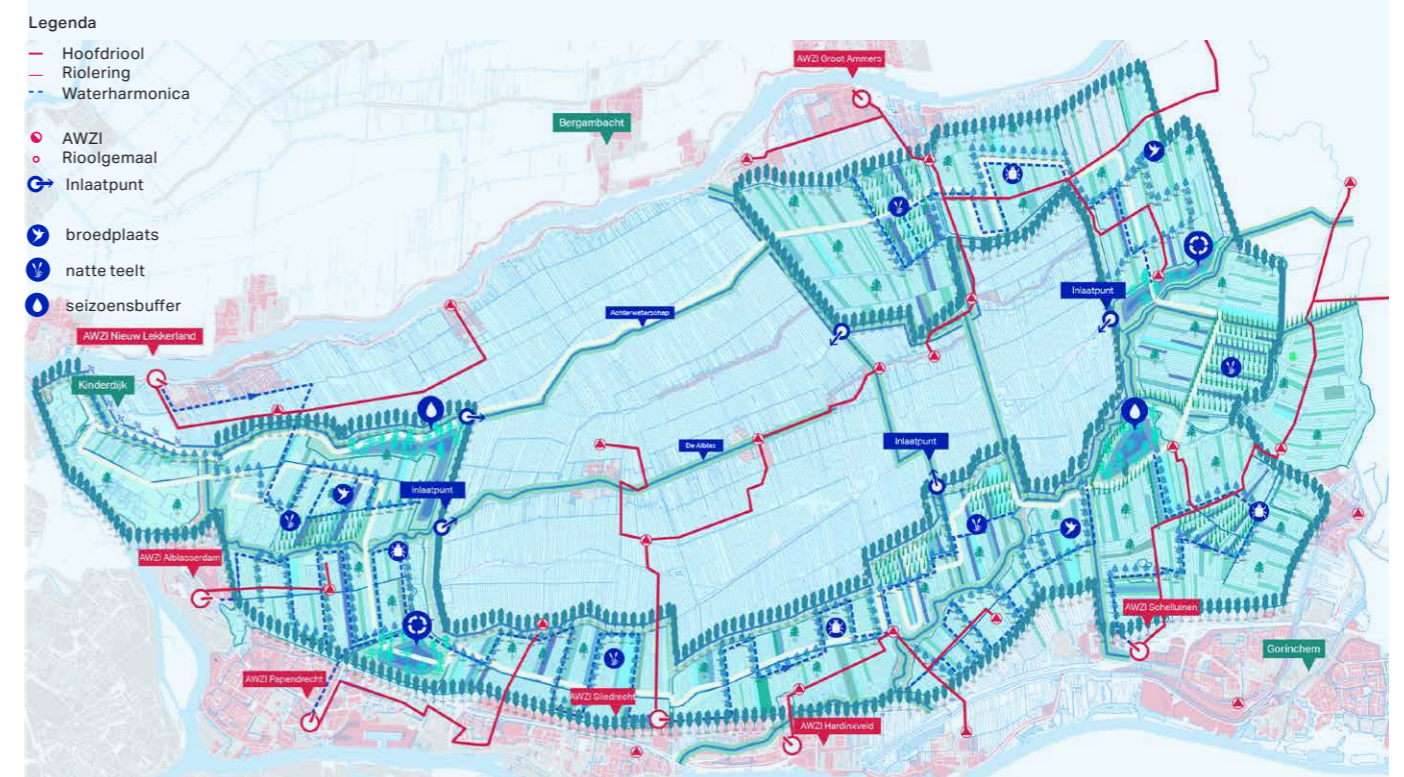 Legenda
Hoofdriool
Riolering
Waterharmonica
AWZI
Rioolgemaal
Inlaatpunt
broedplaats
natte teelt
seizoensbuffer
AWZI Groot Ammers
Bergambacht
Inlaatpunt
Achterwaterschap
AWZI Nieuw Lekkerland
Kinderdijk
De Alblas
Inlaatpunt
Inlaatpunt
AWZI Alblasserdam
AWZI Schelluinen
Gorinchem
AWZI Papendrecht
AWZI Sliedrecht
AWZI Hardinxveld